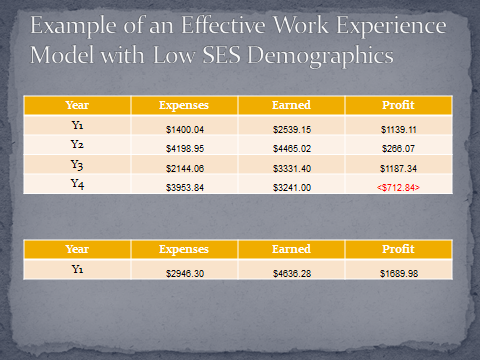 Example of an Effective Work Experience
Model with Low SES Demographics
Year Expenses Earned Profit
Y1 $1400.04 $2539.15 $1139.11
Y2 $4198.95 $4465.02 $266.07
Y3 $2144.06 $3331.40 $1187.34
Y4 $3953.84 $3241.00 <$712.84>
Year Expenses Earned Profit
Y1 $2946.30 $4636.28 $1689.98